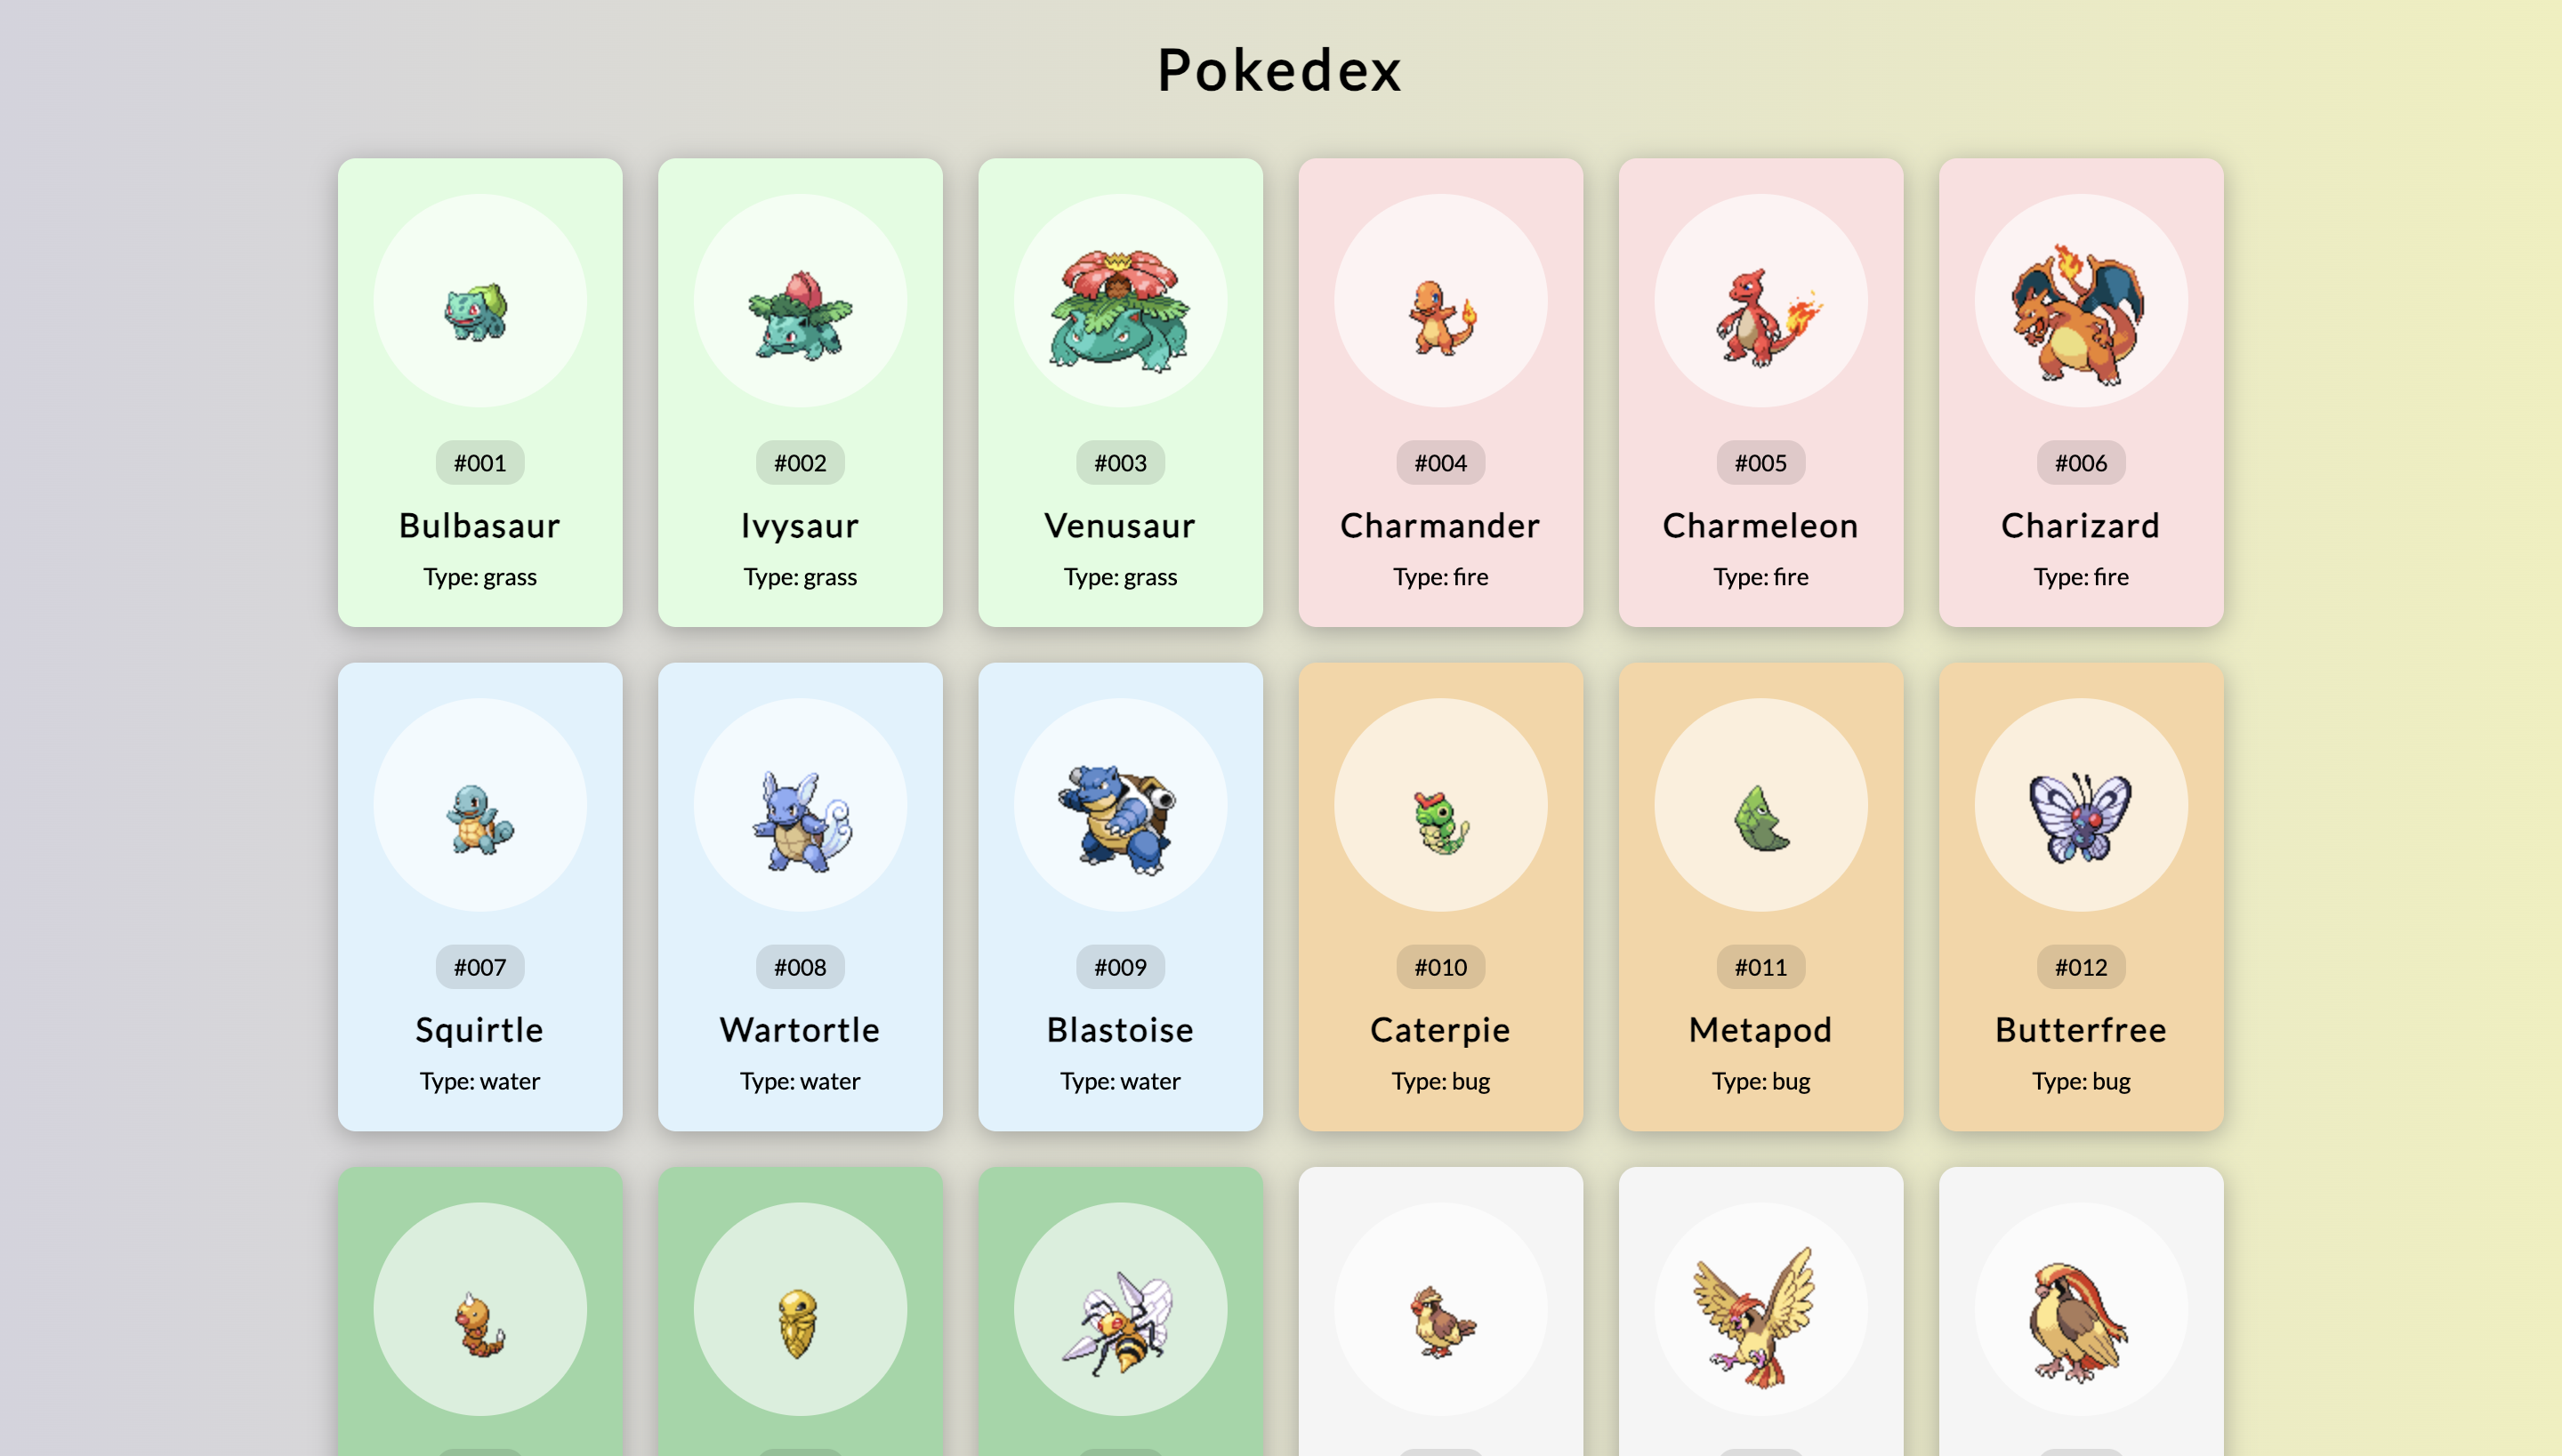 Pokedex
#001
Bulbasaur
Type: grass
#002
Ivysaur
Type: grass
#003
Venusaur
Type: grass
#004
Charmander
Type: fire
#005
Charmeleon
Type: fire
#006
Charizard
Type: fire
#007
Squirtle
Type: water
#008
Wartortle
Type: water
#009
Blastoise
Type: water
#010
Caterpie
Type: bug
#011
Metapod
Type: bug
#012
Butterfree
Type: bug